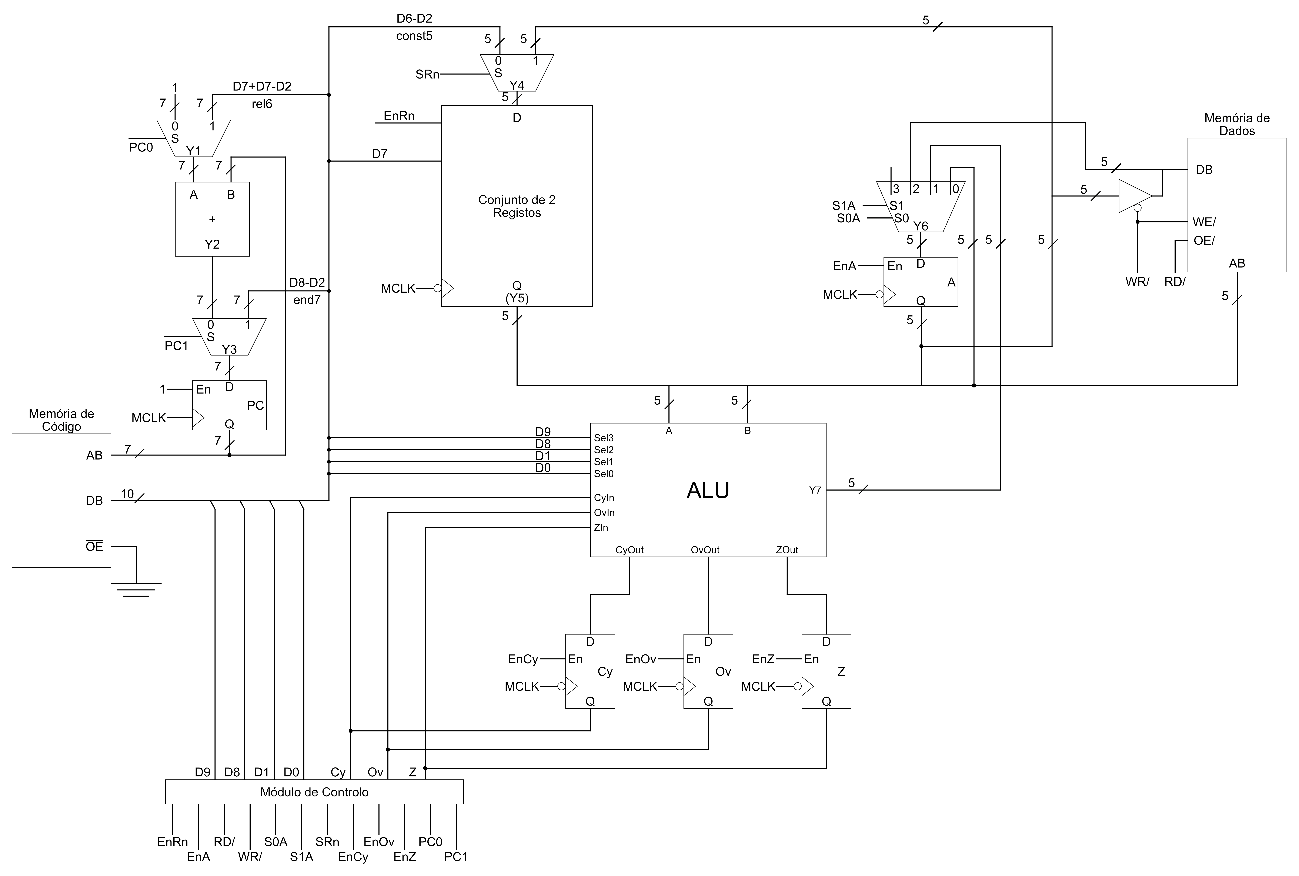 D6-D2
const5
5
5
5
0
1
SRn
S
Y4
5
1
D7+D7-D2
7
7
rel6
EnRn
D
Memória de
Dados
0
1
S
PC0
Y1
7
7
D7
5
DB
A
B
Conjunto de 2
Registos
3
2
1
0
5
+
S1A
S1
S0A
S0
Y6
WE/
Y2
5
5
5
5
OE/
EnA
En
D
AB
D8-D2
MCLK
Q
(Y5)
MCLK
A
WR/
RD/
7
7
end7
Q
5
5
5
0
1
S
PC1
Y3
7
1
En
D
PC
5
5
Memória de
Código
MCLK
Q
A
B
7
D9
Sel3
D8
Sel2
AB
7
D1
Sel1
D0
Sel0
ALU
Y7
5
DB
10
CyIn
OvIn
ZIn
OE
CyOut
OvOut
ZOut
D
D
D
EnCy
En
EnOv
En
EnZ
En
Cy
Ov
Z
MCLK
MCLK
MCLK
Q
Q
Q
D9
D8
D1
D0
Cy
Ov
Z
Módulo de Controlo
EnRn
RD/
S0A
SRn
EnOv
PC0
EnA
WR/
S1A
EnCy
EnZ
PC1